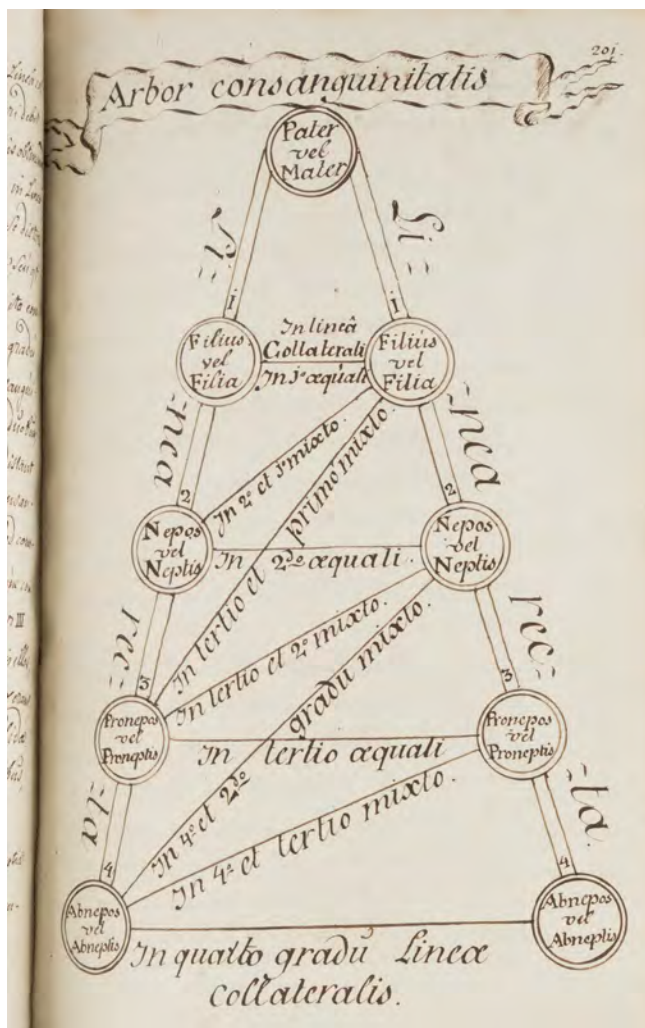 201.
Arbor consanguinitatis
Pater
vel
Mater
Li=
Li=
1
1
Filius
vel
Filia
In lineâ
Collaterali
In 1º æquali
Filius
vel
Filia
=nea
=nea
In 2º et 1º mixto.
In tertio et primo mixto.
2
2
Nepos
vel
Neptis
In 2do æquali.
Nepos
vel
Neptis
rec=
rec=
In tertio et 2º mixto.
In 4º et 2do gradu mixto.
3
3
Pronepos
vel
Proneptis
In tertio æquali
Pronepos
vel
Proneptis
=ta
=ta.
In 4º et tertio mixto.
4
4
Abnepos
vel
Abneptis
Abnepos
vel
Abneptis
In quarto gradu Lineæ
collateralis.